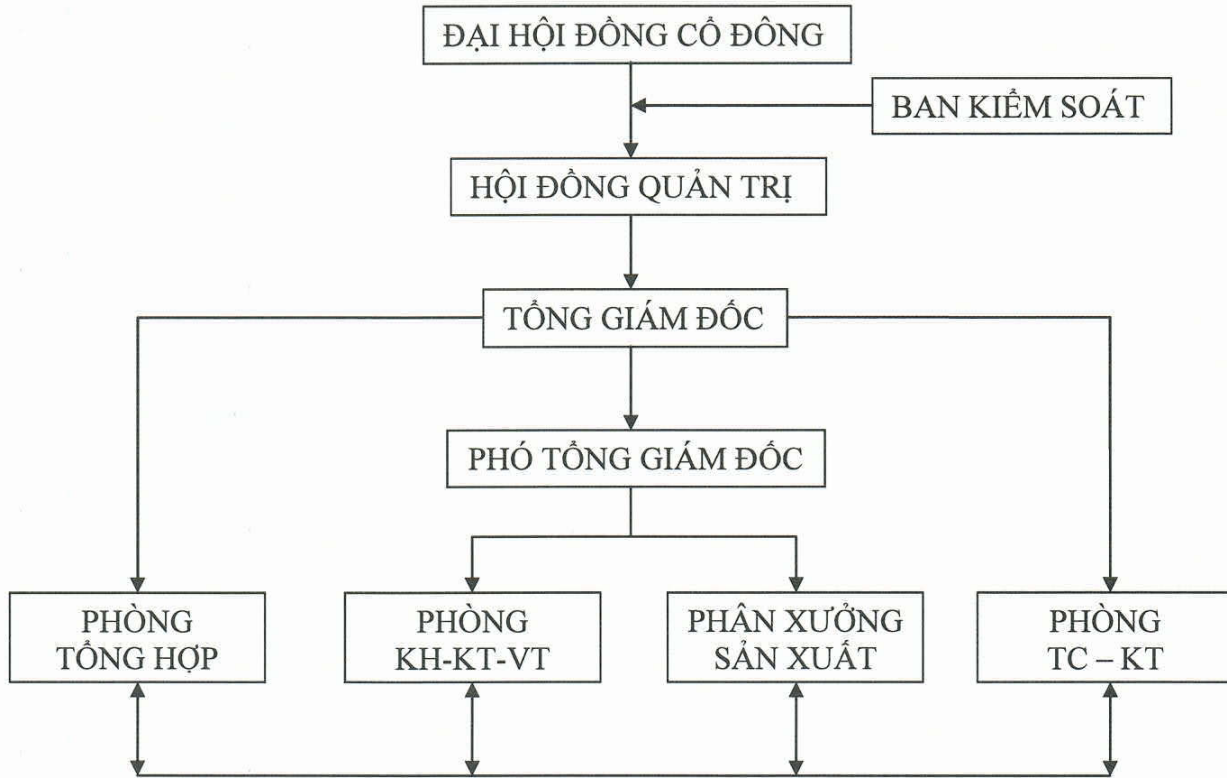 ĐẠI HỘI ĐỒNG CỔ ĐÔNG
BAN KIỂM SOÁT
HỘI ĐỒNG QUẢN TRỊ
TỔNG GIÁM ĐỐC
PHÓ TỔNG GIÁM ĐỐC
PHÒNG
TỔNG HỢP
PHÒNG
KH-KT-VT
PHÂN XƯỞNG
SẢN XUẤT
PHÒNG
TC – KT